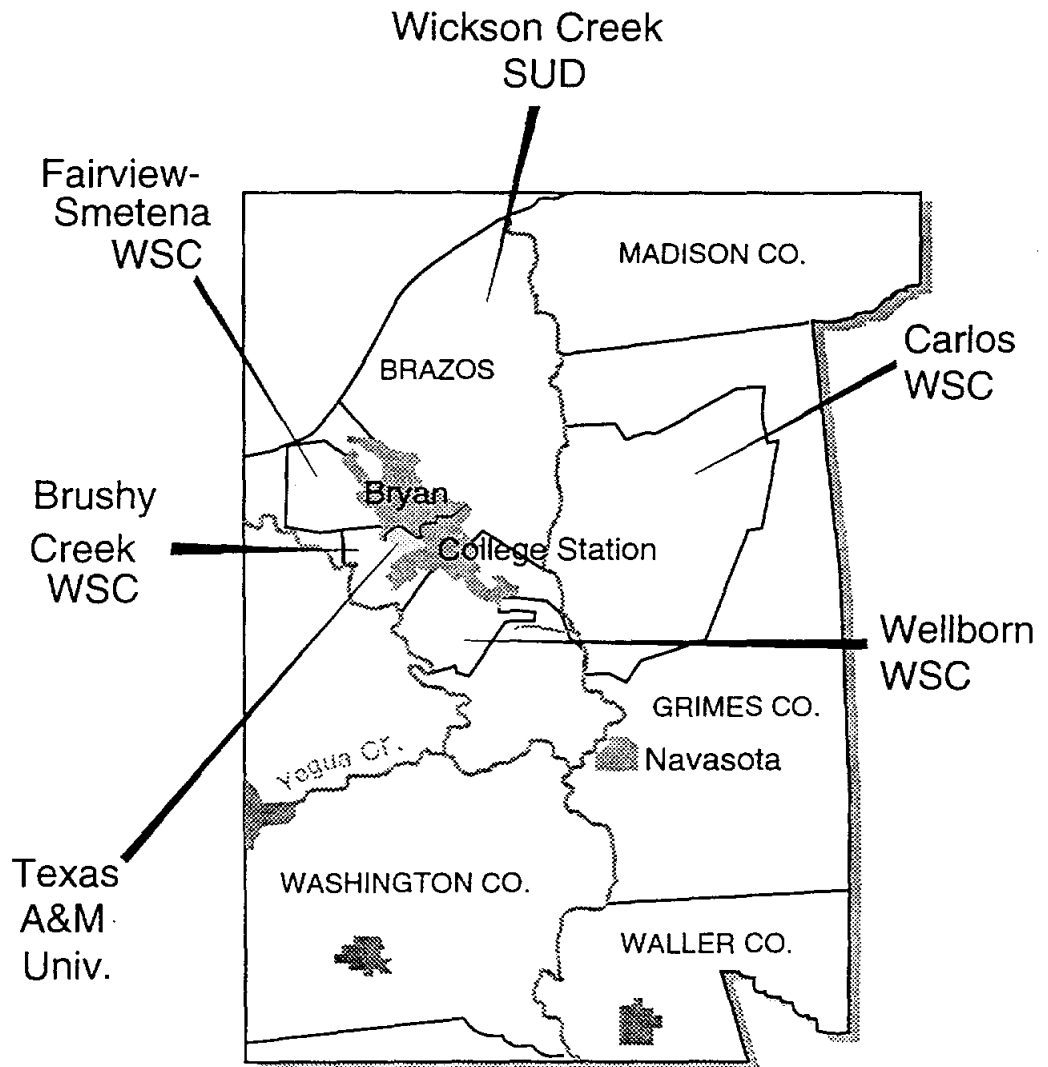 Wickson Creek
SUD
Fairview-
Smetena
WSC
MADISON CO.
Carlos
WSC
BRAZOS
Bryan
Brushy
Creek
WSC
College Station
Wellborn
WSC
GRIMES CO.
Navasota
Yegua Cr.
Texas
A&M
Univ.
WASHINGTON CO.
WALLER CO.